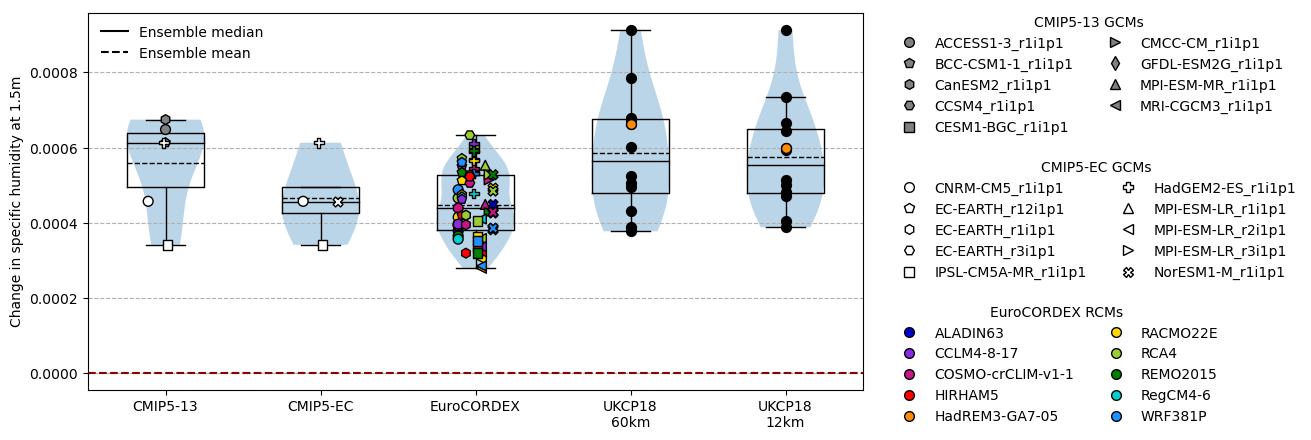 Ensemble median
Ensemble mean
Change in specific humidity at 1.5m
0.0008
0.0006
0.0004
0.0002
0.0000
CMIP5-13
CMIP5-EC
EuroCORDEX
UKCP18
60km
UKCP18
12km
CMIP5-13 GCMs
ACCESS1-3_r1i1p1
BCC-CSM1-1_r1i1p1
CanESM2_r1i1p1
CCSM4_r1i1p1
CESM1-BGC_r1i1p1
CMCC-CM_r1i1p1
GFDL-ESM2G_r1i1p1
MPI-ESM-MR_r1i1p1
MRI-CGCM3_r1i1p1
CMIP5-EC GCMs
CNRM-CM5_r1i1p1
EC-EARTH_r12i1p1
EC-EARTH_r1i1p1
EC-EARTH_r3i1p1
IPSL-CM5A-MR_r1i1p1
HadGEM2-ES_r1i1p1
MPI-ESM-LR_r1i1p1
MPI-ESM-LR_r2i1p1
MPI-ESM-LR_r3i1p1
NorESM1-M_r1i1p1
EuroCORDEX RCMs
ALADIN63
CCLM4-8-17
COSMO-crCLIM-v1-1
HIRHAM5
HadREM3-GA7-05
RACMO22E
RCA4
REMO2015
RegCM4-6
WRF381P